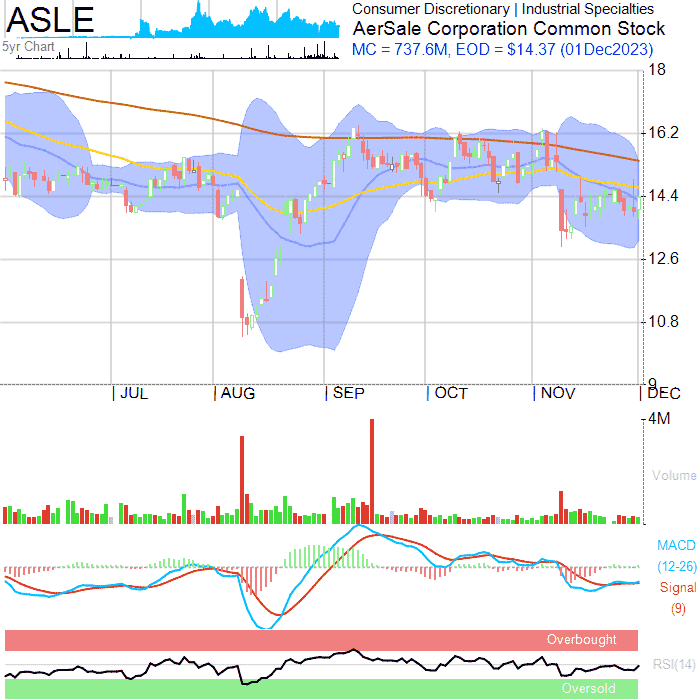 ASLE
Consumer Discretionary | Industrial Specialties
AerSale Corporation Common Stock
MC = 737.6M, EOD = $14.37 (01Dec2023)
5yr Chart
18
16.2
14.4
12.6
10.8
9
JUL AUG SEP OCT NOV DEC
4M
Volume
MACD
(12-26)
Signal
(9)
Overbought
RSI(14)
Oversold